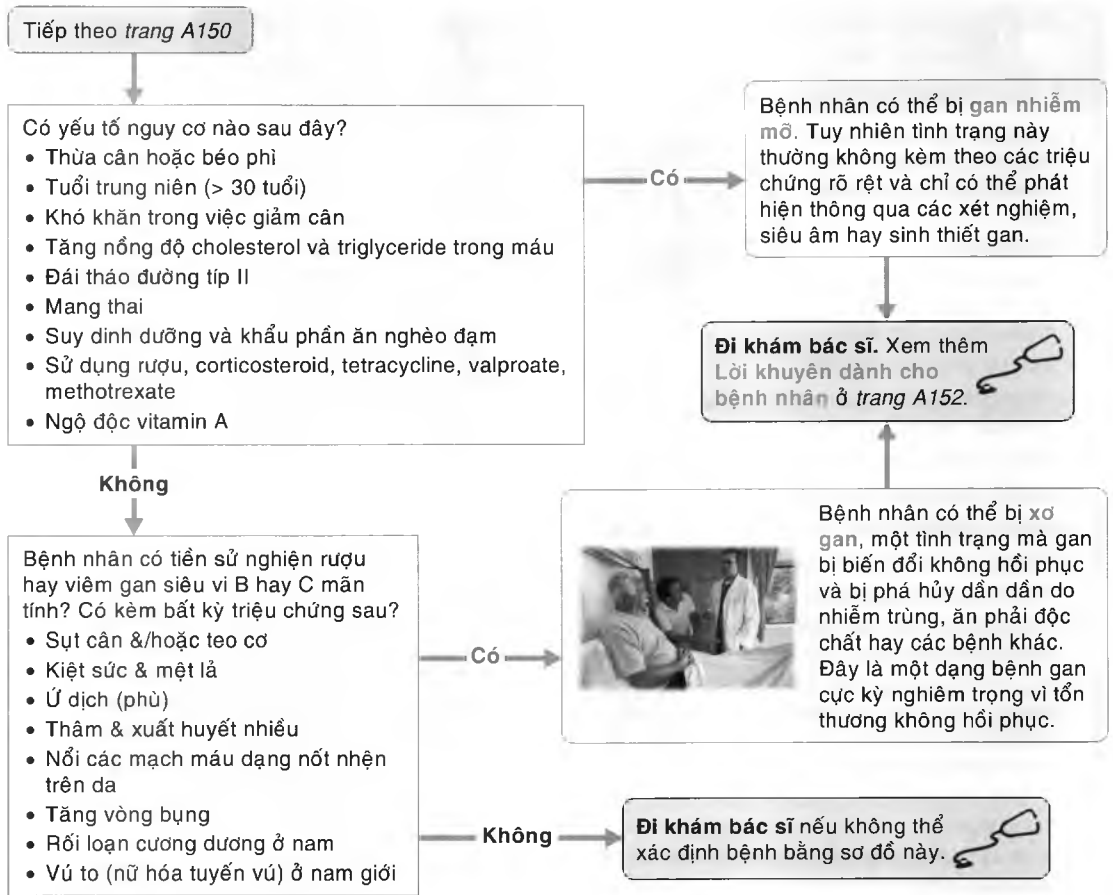 Tiếp theo trang A150
Có yếu tố nguy cơ nào sau đây?
• Thừa cân hoặc béo phì
• Tuổi trung niên (> 30 tuổi)
• Khó khăn trong việc giảm cân
• Tăng nồng độ cholesterol và triglyceride trong máu
• Đái tháo đường típ II
• Mang thai
• Suy dinh dưỡng và khẩu phần ăn nghèo đạm
• Sử dụng rượu, corticosteroid, tetracycline, valproate,
methotrexate
• Ngộ độc vitamin A
Có
Bệnh nhân có thể bị gan nhiễm
mỡ. Tuy nhiên tình trạng này
thường không kèm theo các triệu
chứng rõ rệt và chỉ có thể phát
hiện thông qua các xét nghiệm,
siêu âm hay sinh thiết gan.
Đi khám bác sĩ. Xem thêm
Lời khuyên dành cho
bệnh nhân ở trang A152.
Không
Bệnh nhân có tiền sử nghiện rượu
hay viêm gan siêu vi B hay C mãn
tính? Có kèm bất kỳ triệu chứng sau?
• Sụt cân &/hoặc teo cơ
• Kiệt sức & mệt lả
• Ứ dịch (phù)
• Thâm & xuất huyết nhiều
• Nổi các mạch máu dạng nốt nhện
trên da
• Tăng vòng bụng
• Rối loạn cương dương ở nam
• Vú to (nữ hóa tuyến vú) ở nam giới
Có
Bệnh nhân có thể bị xơ
gan, một tình trạng mà gan
bị biến đổi không hồi phục
và bị phá hủy dần dần do
nhiễm trùng, ăn phải độc
chất hay các bệnh khác.
Đây là một dạng bệnh gan
cực kỳ nghiêm trọng vì tổn
thương không hồi phục.
Không
Đi khám bác sĩ nếu không thể
xác định bệnh bằng sơ đồ này.